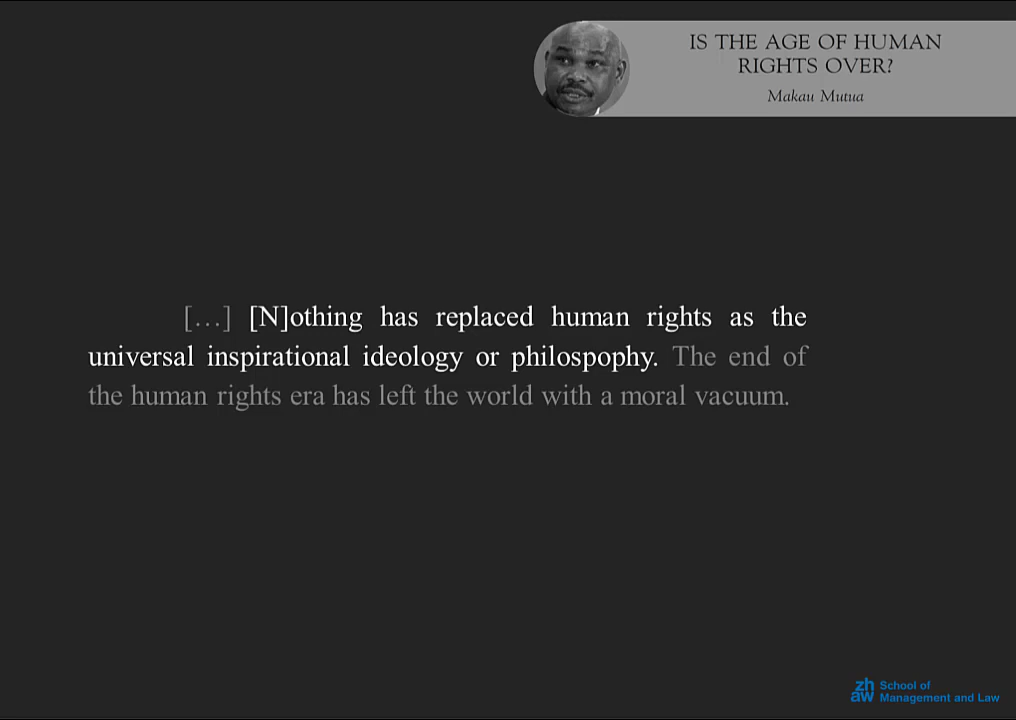 IS THE AGE OF HUMAN
RIGHTS OVER?
Makau Mutua
[...] [N]othing has replaced human rights as the
universal inspirational ideology or philospophy. The end of
the human rights era has left the world with a moral vacuum.
zh
aw
School of
Management and Law